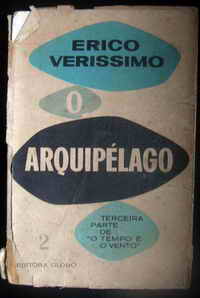 ERICO
VERISSIMO
O
ARQUIPÉLAGO
TERCEIRA
PARTE
DE
"O TEMPO E
O VENTO"
2
EDITORA GLOBO